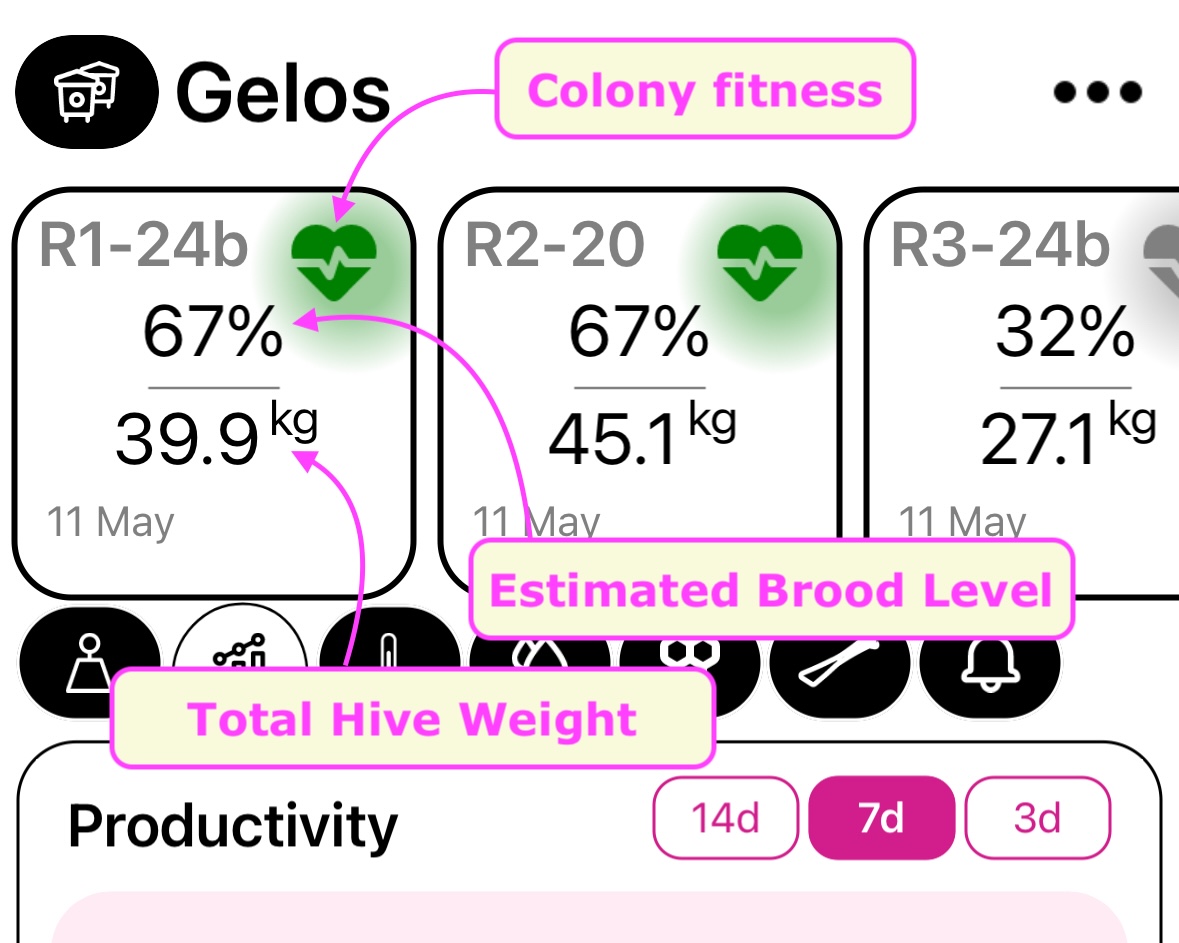 Gelos
Colony fitness
R1-24b
67%
39.9 kg
11 May
R2-20
67%
45.1 kg
11 May
R3-24b
32%
27.1 kg
11 May
Estimated Brood Level
Total Hive Weight
Productivity
14d
7d
3d